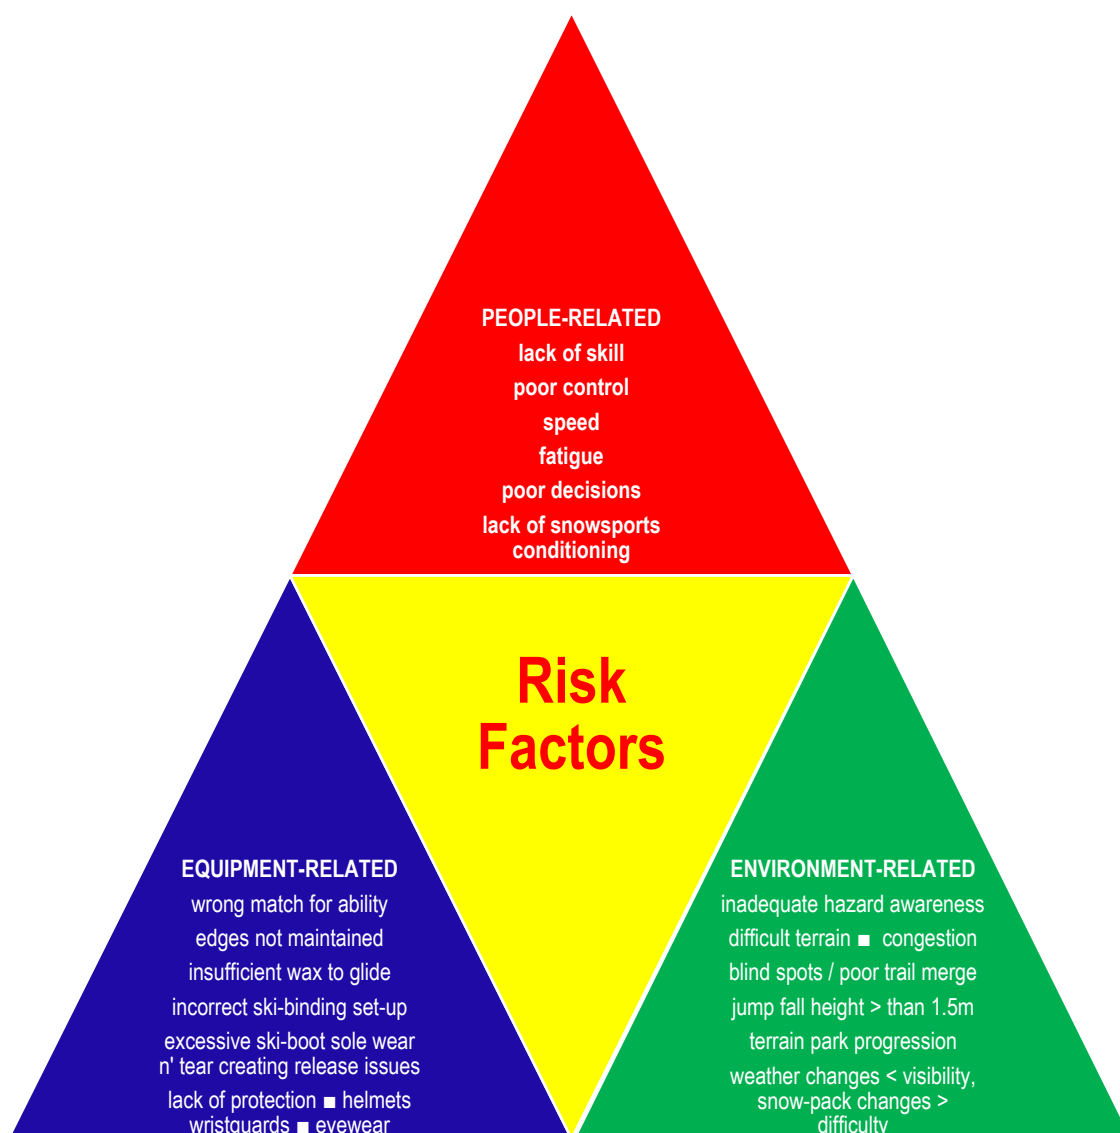 PEOPLE-RELATED
lack of skill
poor control
speed
fatigue
poor decisions
lack of snowsports
conditioning
Risk
Factors
EQUIPMENT-RELATED
wrong match for ability
edges not maintained
insufficient wax to glide
incorrect ski-binding set-up
excessive ski-boot sole wear
n' tear creating release issues
lack of protection ■ helmets
wristguards ■ eyewear
ENVIRONMENT-RELATED
inadequate hazard awareness
difficult terrain ■ congestion
blind spots / poor trail merge
jump fall height > than 1.5m
terrain park progression
weather changes < visibility,
snow-pack changes >
difficulty